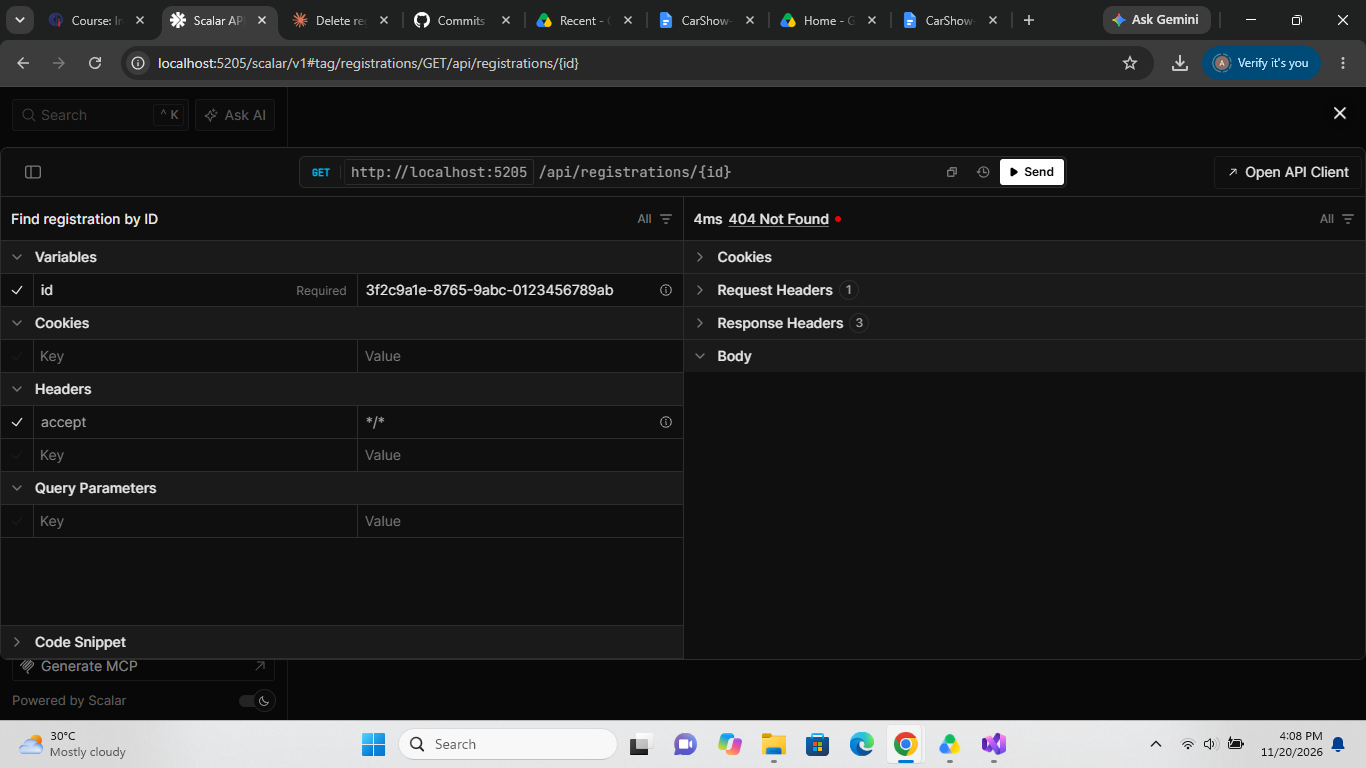 Course: In
Scalar API
Delete re
Commits
Recent - G
CarShow-
Home - G
CarShow-
Ask Gemini
localhost:5205/scalar/v1#tag/registrations/GET/api/registrations/{id}
A
Verify it's you
Search
^ K
Ask AI
GET
http://localhost:5205
/api/registrations/{id}
Send
Open API Client
Find registration by ID
All
4ms 404 Not Found
All
Variables
Cookies
id
Required
3f2c9a1e-8765-9abc-0123456789ab
Request Headers
1
Cookies
Response Headers
3
Key
Value
Body
Headers
accept
*/*
Key
Value
Query Parameters
Key
Value
Code Snippet
Generate MCP
Powered by Scalar
30°C
Mostly cloudy
Search
4:08 PM
11/20/2026